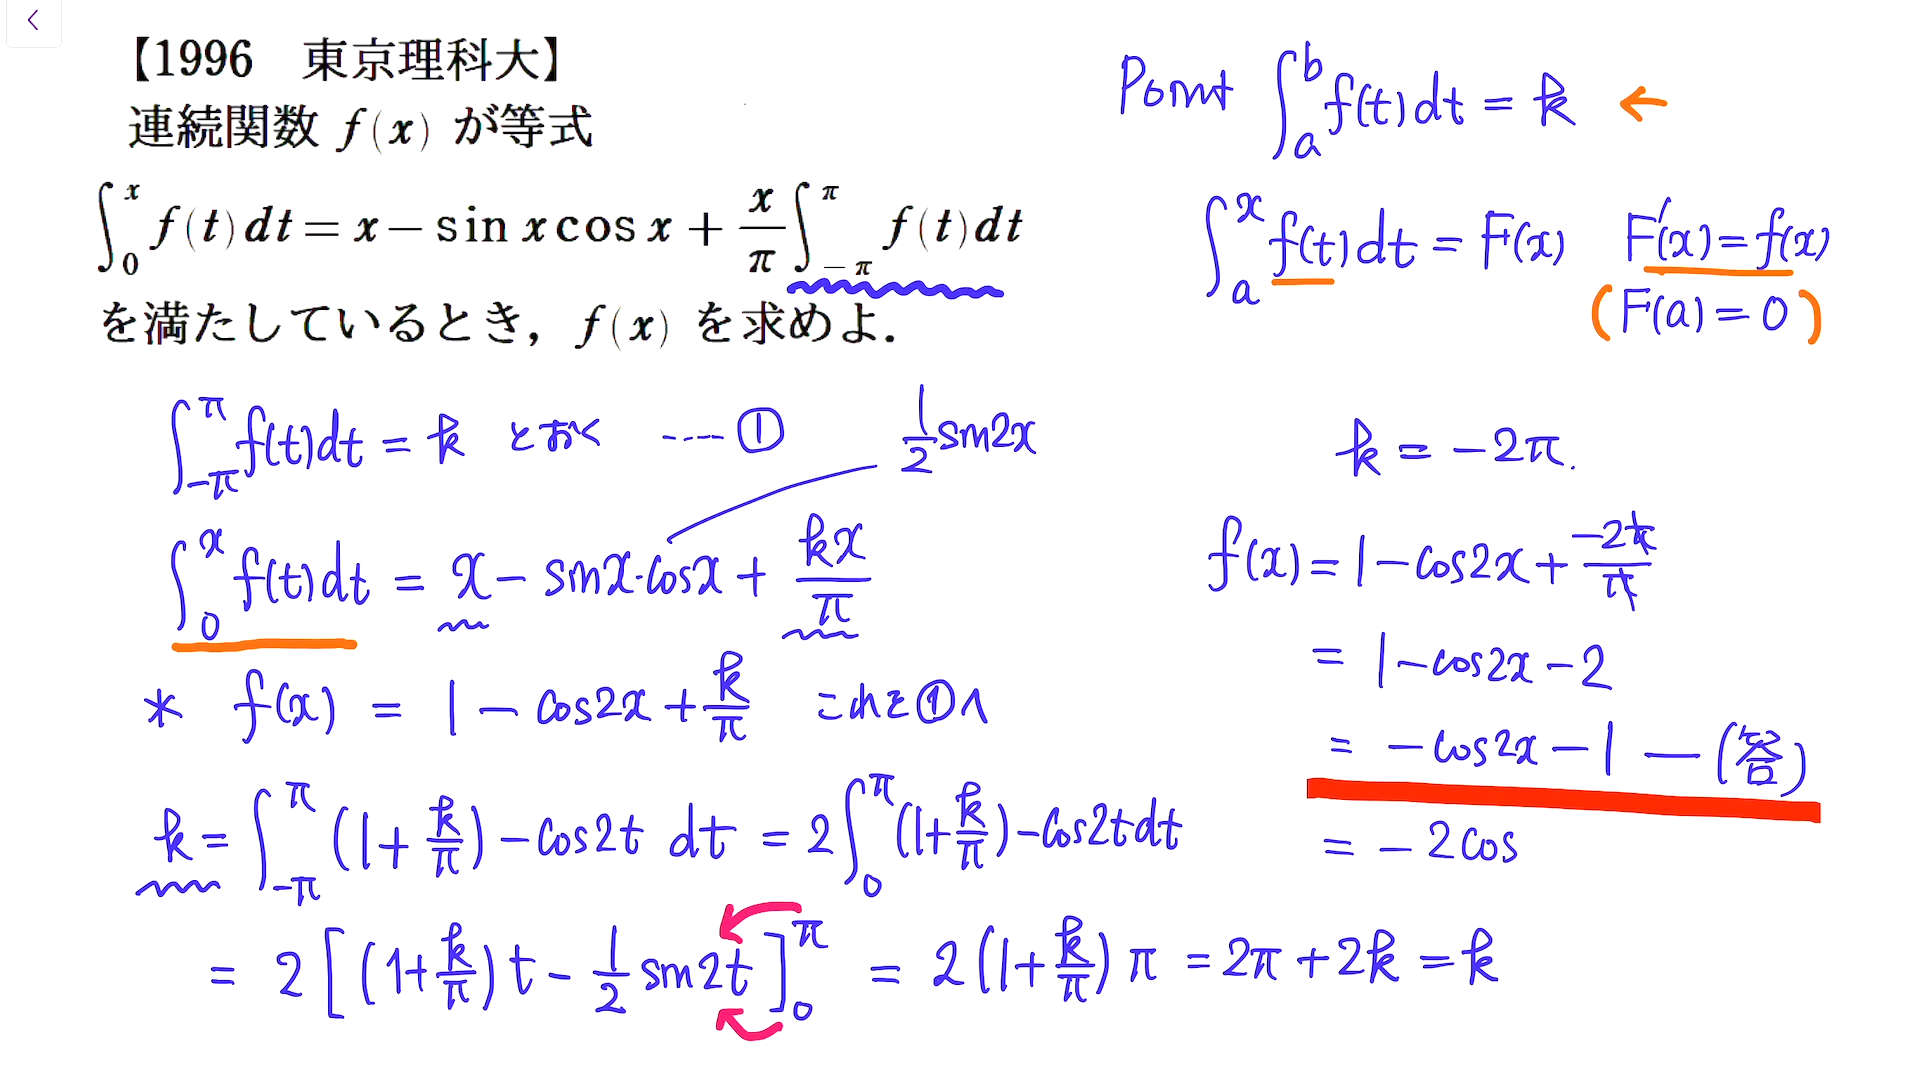 【1996 東京理科大】
連続関数 f(x) が等式
∫_0^x f(t)dt = x − sin x cos x + x/π ∫_{−π}^{π} f(t)dt
を満たしているとき, f(x) を求めよ.
Point ∫_a^b f(t)dt = k ←
∫_a^x f(t)dt = F(x) F'(x) = f(x)
(F(a) = 0)
∫_{−π}^{π} f(t)dt = k とおく ---- ①
1/2 sin2x
∫_0^x f(t)dt = x − sinx·cosx + kx/π
* f(x) = 1 − cos2x + k/π これを①へ
k = ∫_{−π}^{π} (1 + k/π) − cos2t dt = 2∫_0^π (1 + k/π) − cos2t dt
= 2[(1 + k/π)t − 1/2 sin2t]_0^π = 2(1 + k/π)π = 2π + 2k = k
k = −2π.
f(x) = 1 − cos2x + −2π/π
= 1 − cos2x − 2
= − cos2x − 1 — (答)
= − 2cos